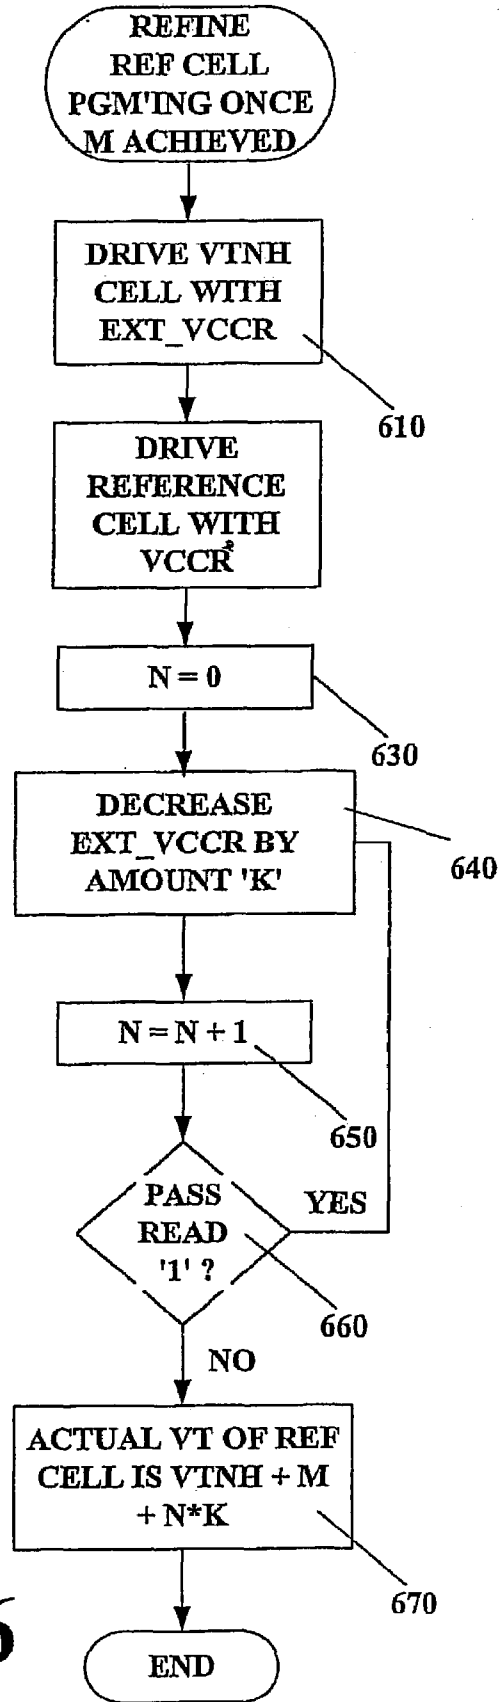 REFINE
REF CELL
PGM'ING ONCE
M ACHIEVED
DRIVE VTNH
CELL WITH
EXT_VCCR
610
DRIVE
REFERENCE
CELL WITH
VCCR
N = 0
630
DECREASE
EXT_VCCR BY
AMOUNT 'K'
640
N = N + 1
650
PASS
READ
'1' ?
YES
660
NO
ACTUAL VT OF REF
CELL IS VTNH + M
+ N*K
670
END